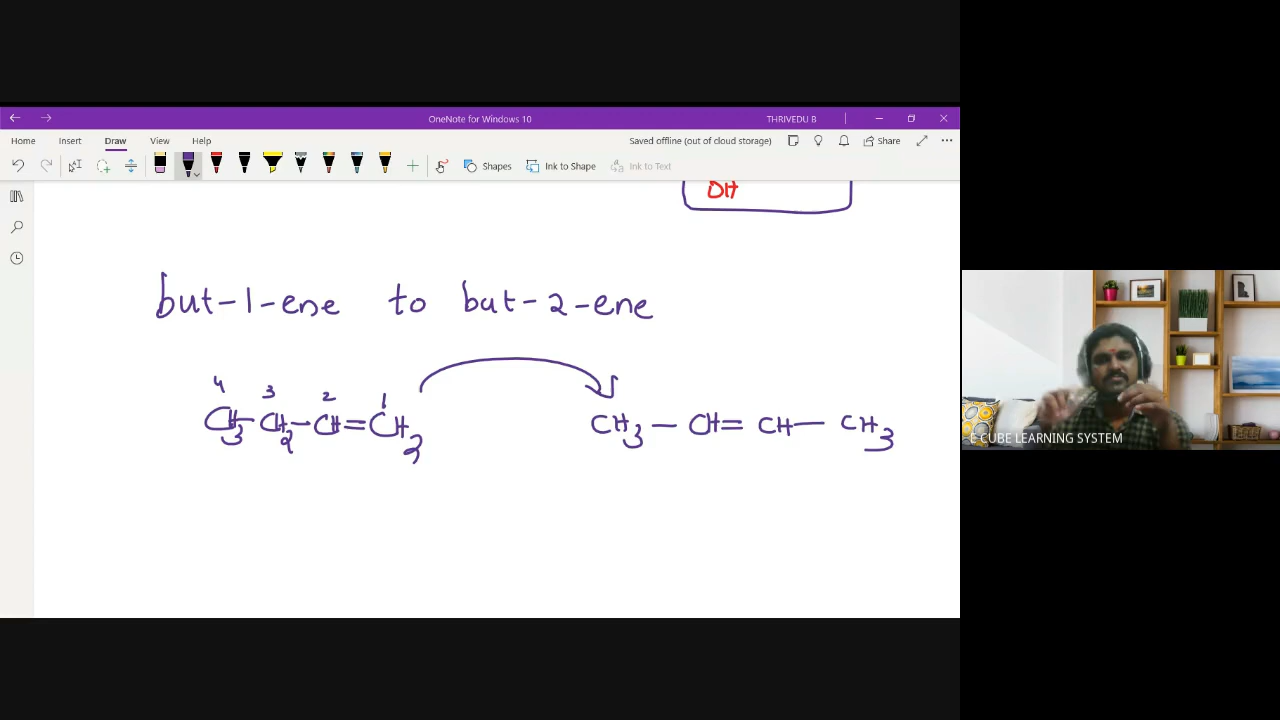 OneNote for Windows 10
THRIVEDU B
Home Insert Draw View Help
Saved offline (out of cloud storage)
Share
Shapes
Ink to Shape
Ink to Text
OH
but-1-ene to but-2-ene
4 3 2 1
CH3-CH2-CH=CH2
CH3-CH=CH-CH3
C CUBE LEARNING SYSTEM